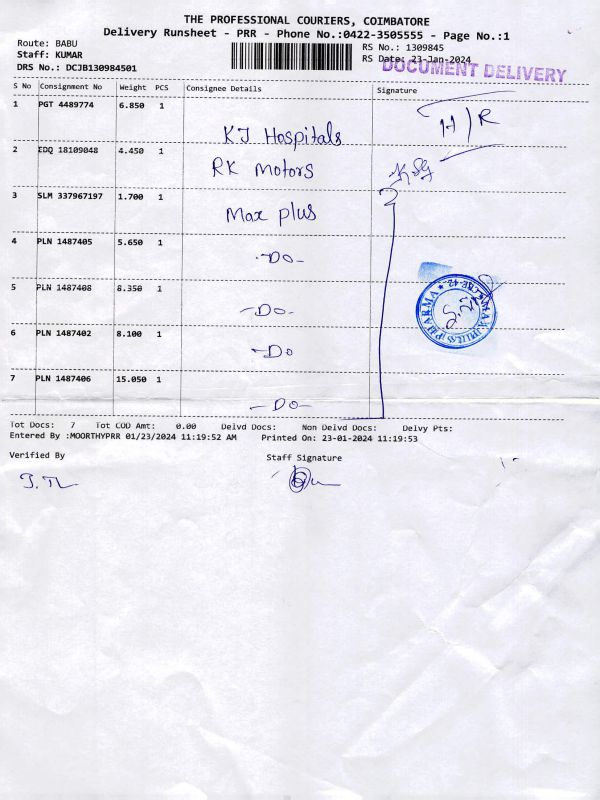 THE PROFESSIONAL COURIERS, COIMBATORE
Delivery Runsheet - PRR - Phone No.:0422-3505555 - Page No.:1
Route: BABU
Staff: KUMAR
DRS No.: DCJB130984501
RS No.: 1309845
RS Date: 23-Jan-2024
DOCUMENT DELIVERY
S No Consignment No Weight PCS Consignee Details Signature
1 PGT 4489774 6.850 1
KJ Hospitals
H/R
2 EDQ 18109048 4.450 1
RK Motors
3 SLM 337967197 1.700 1
Max plus
4 PLN 1487405 5.650 1
-DO-
5 PLN 1487408 8.350 1
-DO-
6 PLN 1487402 8.100 1
-DO
7 PLN 1487406 15.050 1
-DO-
PHARMA
Tot Docs: 7 Tot COD Amt: 0.00 Delvd Docs: Non Delvd Docs: Delvy Pts:
Entered By :MOORTHYPRR 01/23/2024 11:19:52 AM Printed On: 23-01-2024 11:19:53
Verified By Staff Signature